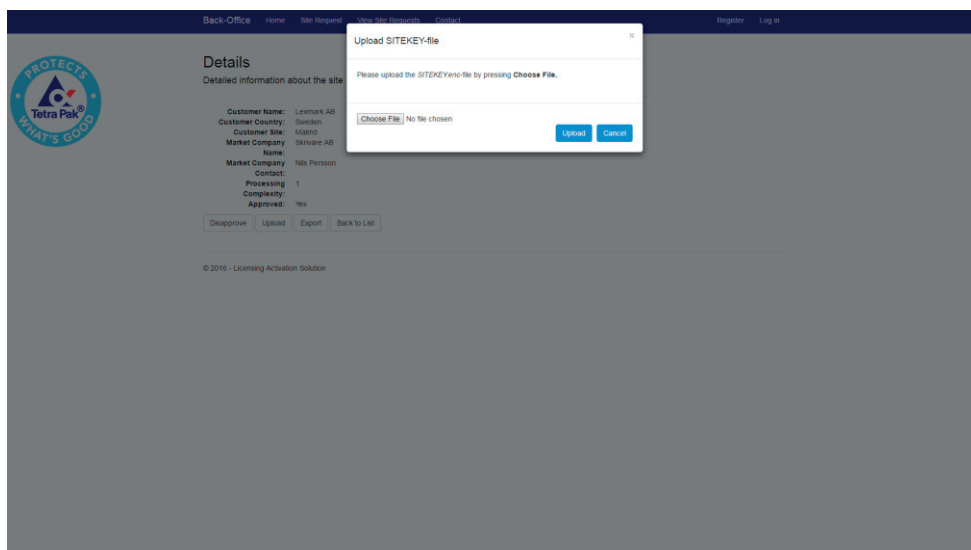 Back-Office Home Site Request View Site Requests Contact Register Log in
Upload SITEKEY-file ×
Please upload the SITEKEY.enc-file by pressing Choose File.
Choose File No file chosen
Upload Cancel
PROTECTS
Tetra Pak®
WHAT'S GOOD
Details
Detailed information about the site
Customer Name: Lexmark AB
Customer Country: Sweden
Customer Site: Malmö
Market Company Skrivare AB
Name:
Market Company Nils Persson
Contact:
Processing 1
Complexity:
Approved: Yes
Disapprove Upload Export Back to List
© 2016 - Licensing Activation Solution